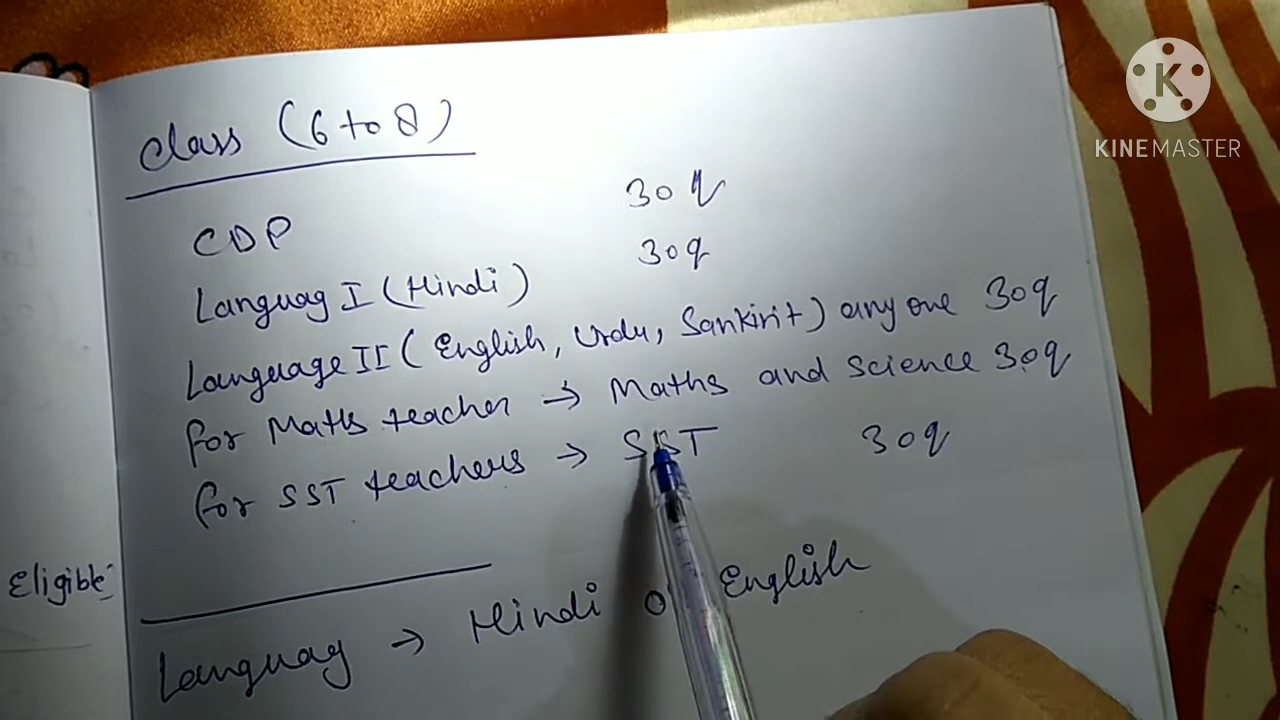 K
KINEMASTER
Class (6 to 8)
CDP 30q
Languag I (Hindi) 30q
Language II ( English, Urdu, Sankirit) any one 30q
for Maths teacher → Maths and science 30q
for SST teachers → SST 30q
Eligible:
Languag → Hindi English